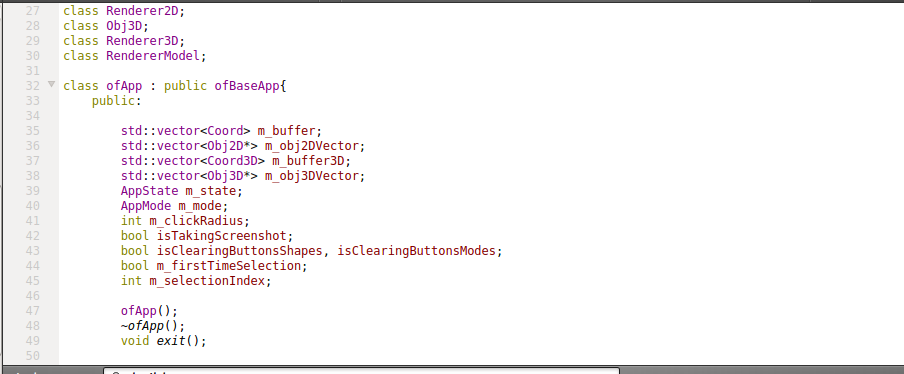 27 class Renderer2D;
28 class Obj3D;
29 class Renderer3D;
30 class RendererModel;
31
32 class ofApp : public ofBaseApp{
33 public:
34
35 std::vector<Coord> m_buffer;
36 std::vector<Obj2D*> m_obj2DVector;
37 std::vector<Coord3D> m_buffer3D;
38 std::vector<Obj3D*> m_obj3DVector;
39 AppState m_state;
40 AppMode m_mode;
41 int m_clickRadius;
42 bool isTakingScreenshot;
43 bool isClearingButtonsShapes, isClearingButtonsModes;
44 bool m_firstTimeSelection;
45 int m_selectionIndex;
46
47 ofApp();
48 ~ofApp();
49 void exit();
50